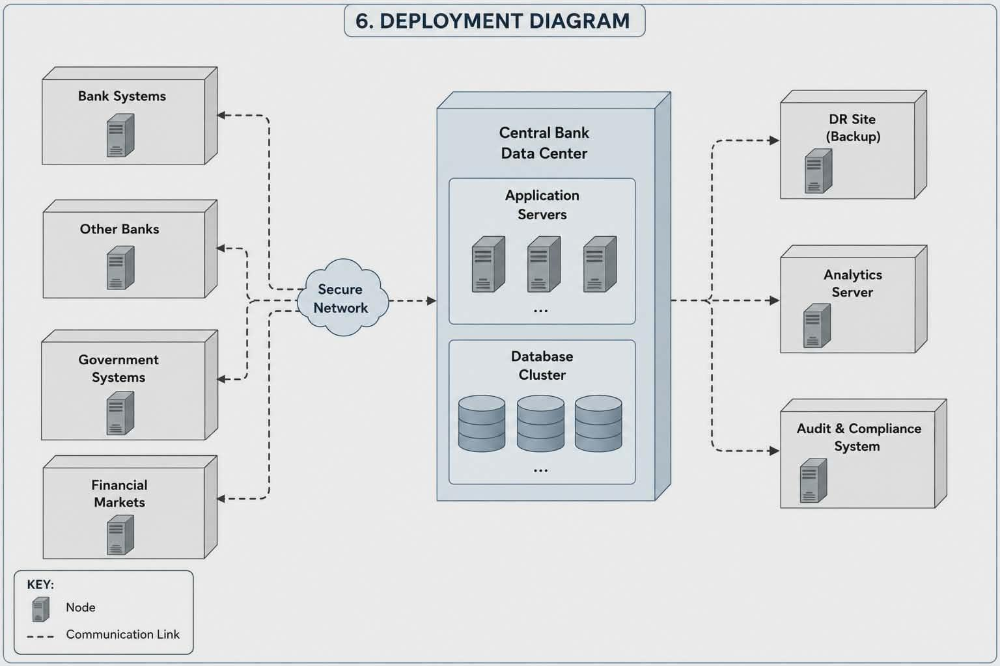 6. DEPLOYMENT DIAGRAM
Bank Systems
Other Banks
Government
Systems
Financial
Markets
Secure
Network
Central Bank
Data Center
Application
Servers
...
Database
Cluster
...
DR Site
(Backup)
Analytics
Server
Audit & Compliance
System
KEY:
Node
Communication Link